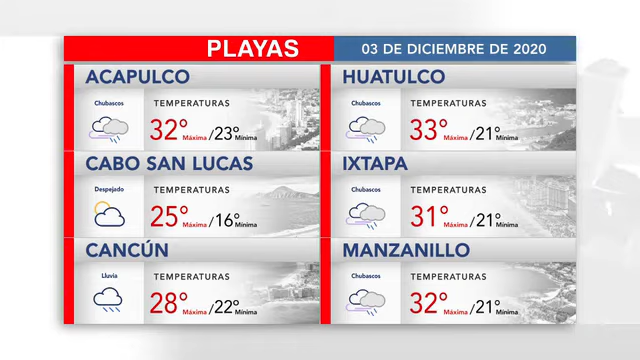 PLAYAS
03 DE DICIEMBRE DE 2020
ACAPULCO
Chubascos
TEMPERATURAS
32° Máxima /23° Mínima
HUATULCO
Chubascos
TEMPERATURAS
33° Máxima /21° Mínima
CABO SAN LUCAS
Despejado
TEMPERATURAS
25° Máxima /16° Mínima
IXTAPA
Chubascos
TEMPERATURAS
31° Máxima /21° Mínima
CANCÚN
Lluvia
TEMPERATURAS
28° Máxima /22° Mínima
MANZANILLO
Chubascos
TEMPERATURAS
32° Máxima /21° Mínima